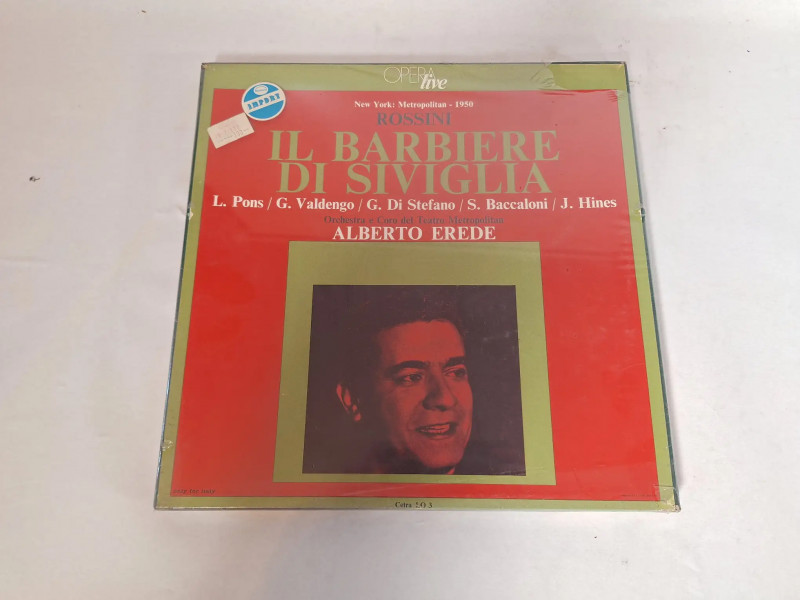 OPERA live
IMPORT
New York: Metropolitan - 1950
ROSSINI
IL BARBIERE
DI SIVIGLIA
L. Pons / G. Valdengo / G. Di Stefano / S. Baccaloni / J. Hines
Orchestra e Coro del Teatro Metropolitan
ALBERTO EREDE
Cetra LO 3